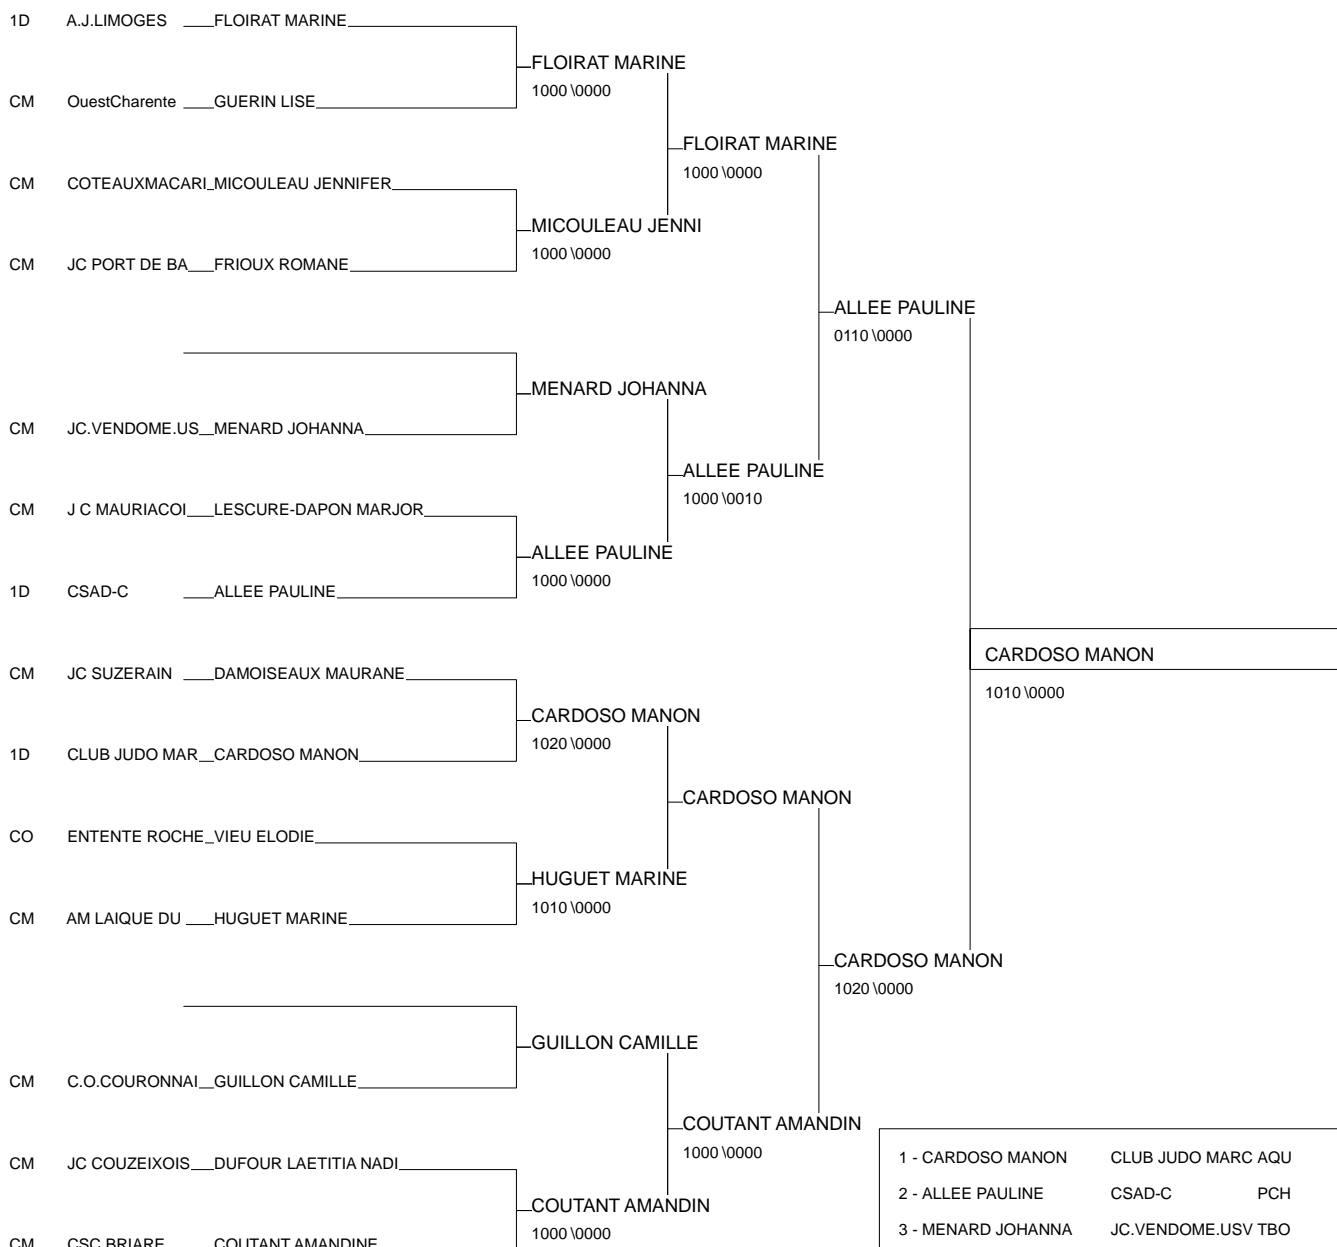 1D A.J.LIMOGES FLOIRAT MARINE
FLOIRAT MARINE
1000 \0000
CM OuestCharente GUERIN LISE
FLOIRAT MARINE
1000 \0000
CM COTEAUXMACARI MICOULEAU JENNIFER
MICOULEAU JENNI
1000 \0000
CM JC PORT DE BA FRIOUX ROMANE
ALLEE PAULINE
0110 \0000
MENARD JOHANNA
CM JC.VENDOME.US MENARD JOHANNA
ALLEE PAULINE
1000 \0010
CM J C MAURIACOI LESCURE-DAPON MARJOR
ALLEE PAULINE
1000 \0000
1D CSAD-C ALLEE PAULINE
CARDOSO MANON
1010 \0000
CM JC SUZERAIN DAMOISEAUX MAURANE
CARDOSO MANON
1020 \0000
1D CLUB JUDO MAR CARDOSO MANON
CARDOSO MANON
CO ENTENTE ROCHE VIEU ELODIE
HUGUET MARINE
1010 \0000
CM AM LAIQUE DU HUGUET MARINE
CARDOSO MANON
1020 \0000
GUILLON CAMILLE
CM C.O.COURONNAI GUILLON CAMILLE
COUTANT AMANDIN
1000 \0000
CM JC COUZEIXOIS DUFOUR LAETITIA NADI
COUTANT AMANDIN
1000 \0000
CM CSC BRIARE COUTANT AMANDINE
1 - CARDOSO MANON CLUB JUDO MARC AQU
2 - ALLEE PAULINE CSAD-C PCH
3 - MENARD JOHANNA JC.VENDOME.USV TBO